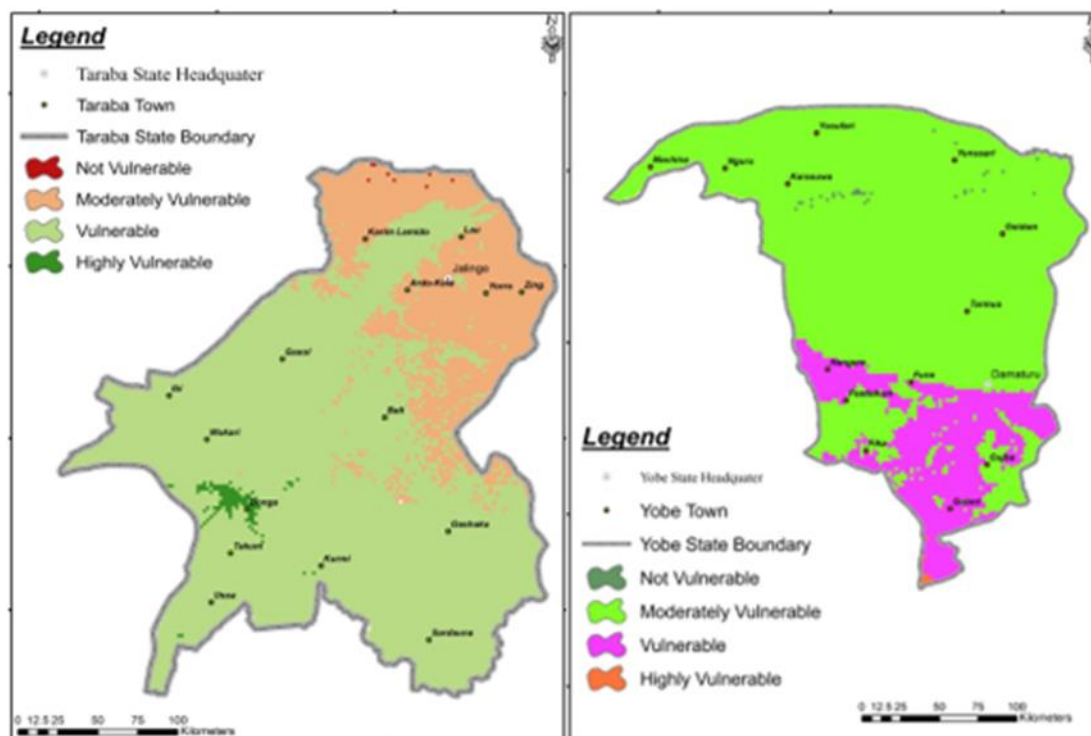 Legend
Taraba State Headquater
Taraba Town
Taraba State Boundary
Not Vulnerable
Moderately Vulnerable
Vulnerable
Highly Vulnerable
Karim-Lamido
Lau
Jalingo
Ardo-Kola
Yorro
Zing
Gassol
Ibi
Bali
Wukari
Donga
Gashaka
Takum
Kurmi
Ussa
Sardauna
0 12.5 25 50 75 100
Kilometers
Yusufari
Machina
Nguru
Yunusari
Karasuwa
Geidam
Tarmua
Nangere
Fune
Damaturu
Potiskum
Fika
Gujba
Gulani
Legend
Yobe State Headquater
Yobe Town
Yobe State Boundary
Not Vulnerable
Moderately Vulnerable
Vulnerable
Highly Vulnerable
0 12.5 25 50 75 100
Kilometers